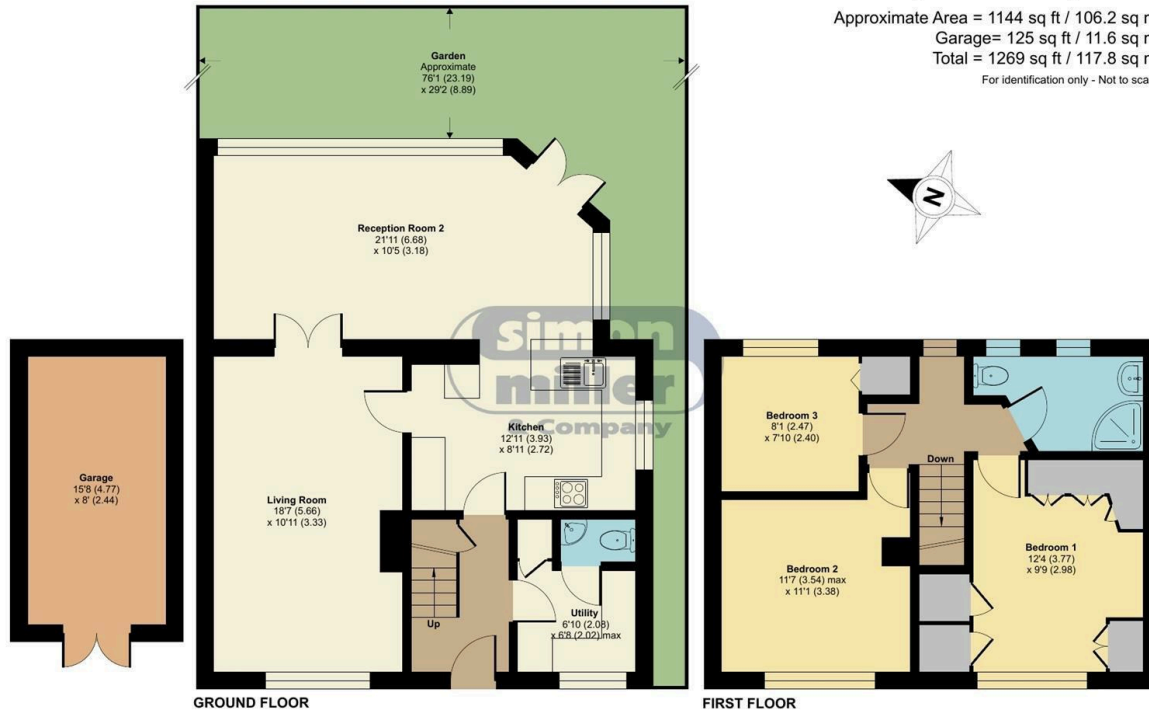 Approximate Area = 1144 sq ft / 106.2 sq
Garage= 125 sq ft / 11.6 sq
Total = 1269 sq ft / 117.8 sq
For identification only - Not to
Garden
Approximate
76'1 (23.19)
x 29'2 (8.89)
N
Reception Room 2
21'11 (6.68)
x 10'5 (3.18)
simon
miller
& Company
Kitchen
12'11 (3.93)
x 8'11 (2.72)
Garage
15'8 (4.77)
x 8' (2.44)
Living Room
18'7 (5.66)
x 10'11 (3.33)
Up
Utility
6'10 (2.08)
x 6'8 (2.02) max
Bedroom 3
8'1 (2.47)
x 7'10 (2.40)
Down
Bedroom 2
11'7 (3.54) max
x 11'1 (3.38)
Bedroom 1
12'4 (3.77)
x 9'9 (2.98)
GROUND FLOOR
FIRST FLOOR